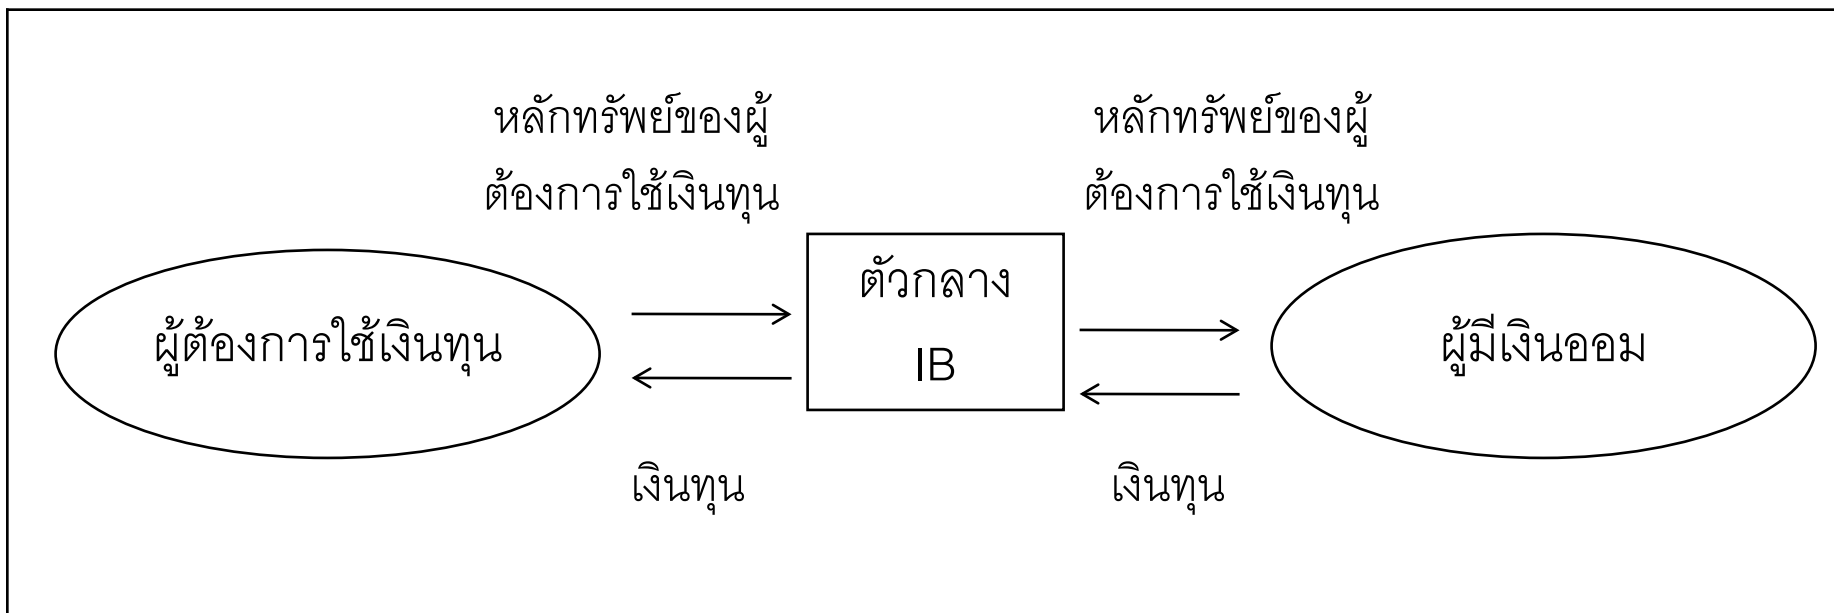 หลักทรัพย์ของผู้
ต้องการใช้เงินทุน
หลักทรัพย์ของผู้
ต้องการใช้เงินทุน
ผู้ต้องการใช้เงินทุน
ตัวกลาง
IB
ผู้มีเงินออม
เงินทุน
เงินทุน